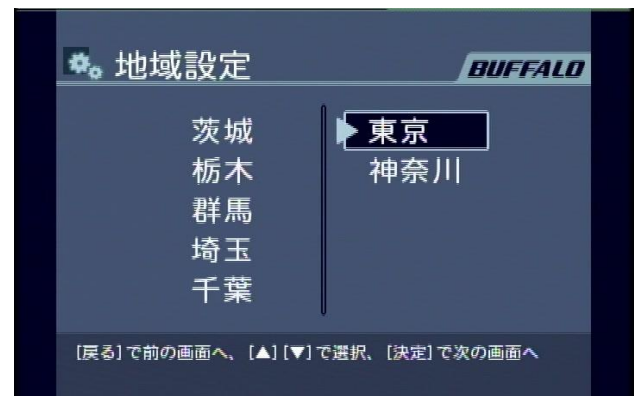 地域設定
BUFFALO
茨城
栃木
群馬
埼玉
千葉
▶東京
神奈川
[戻る]で前の画面へ、[▲][▼]で選択、[決定]で次の画面へ